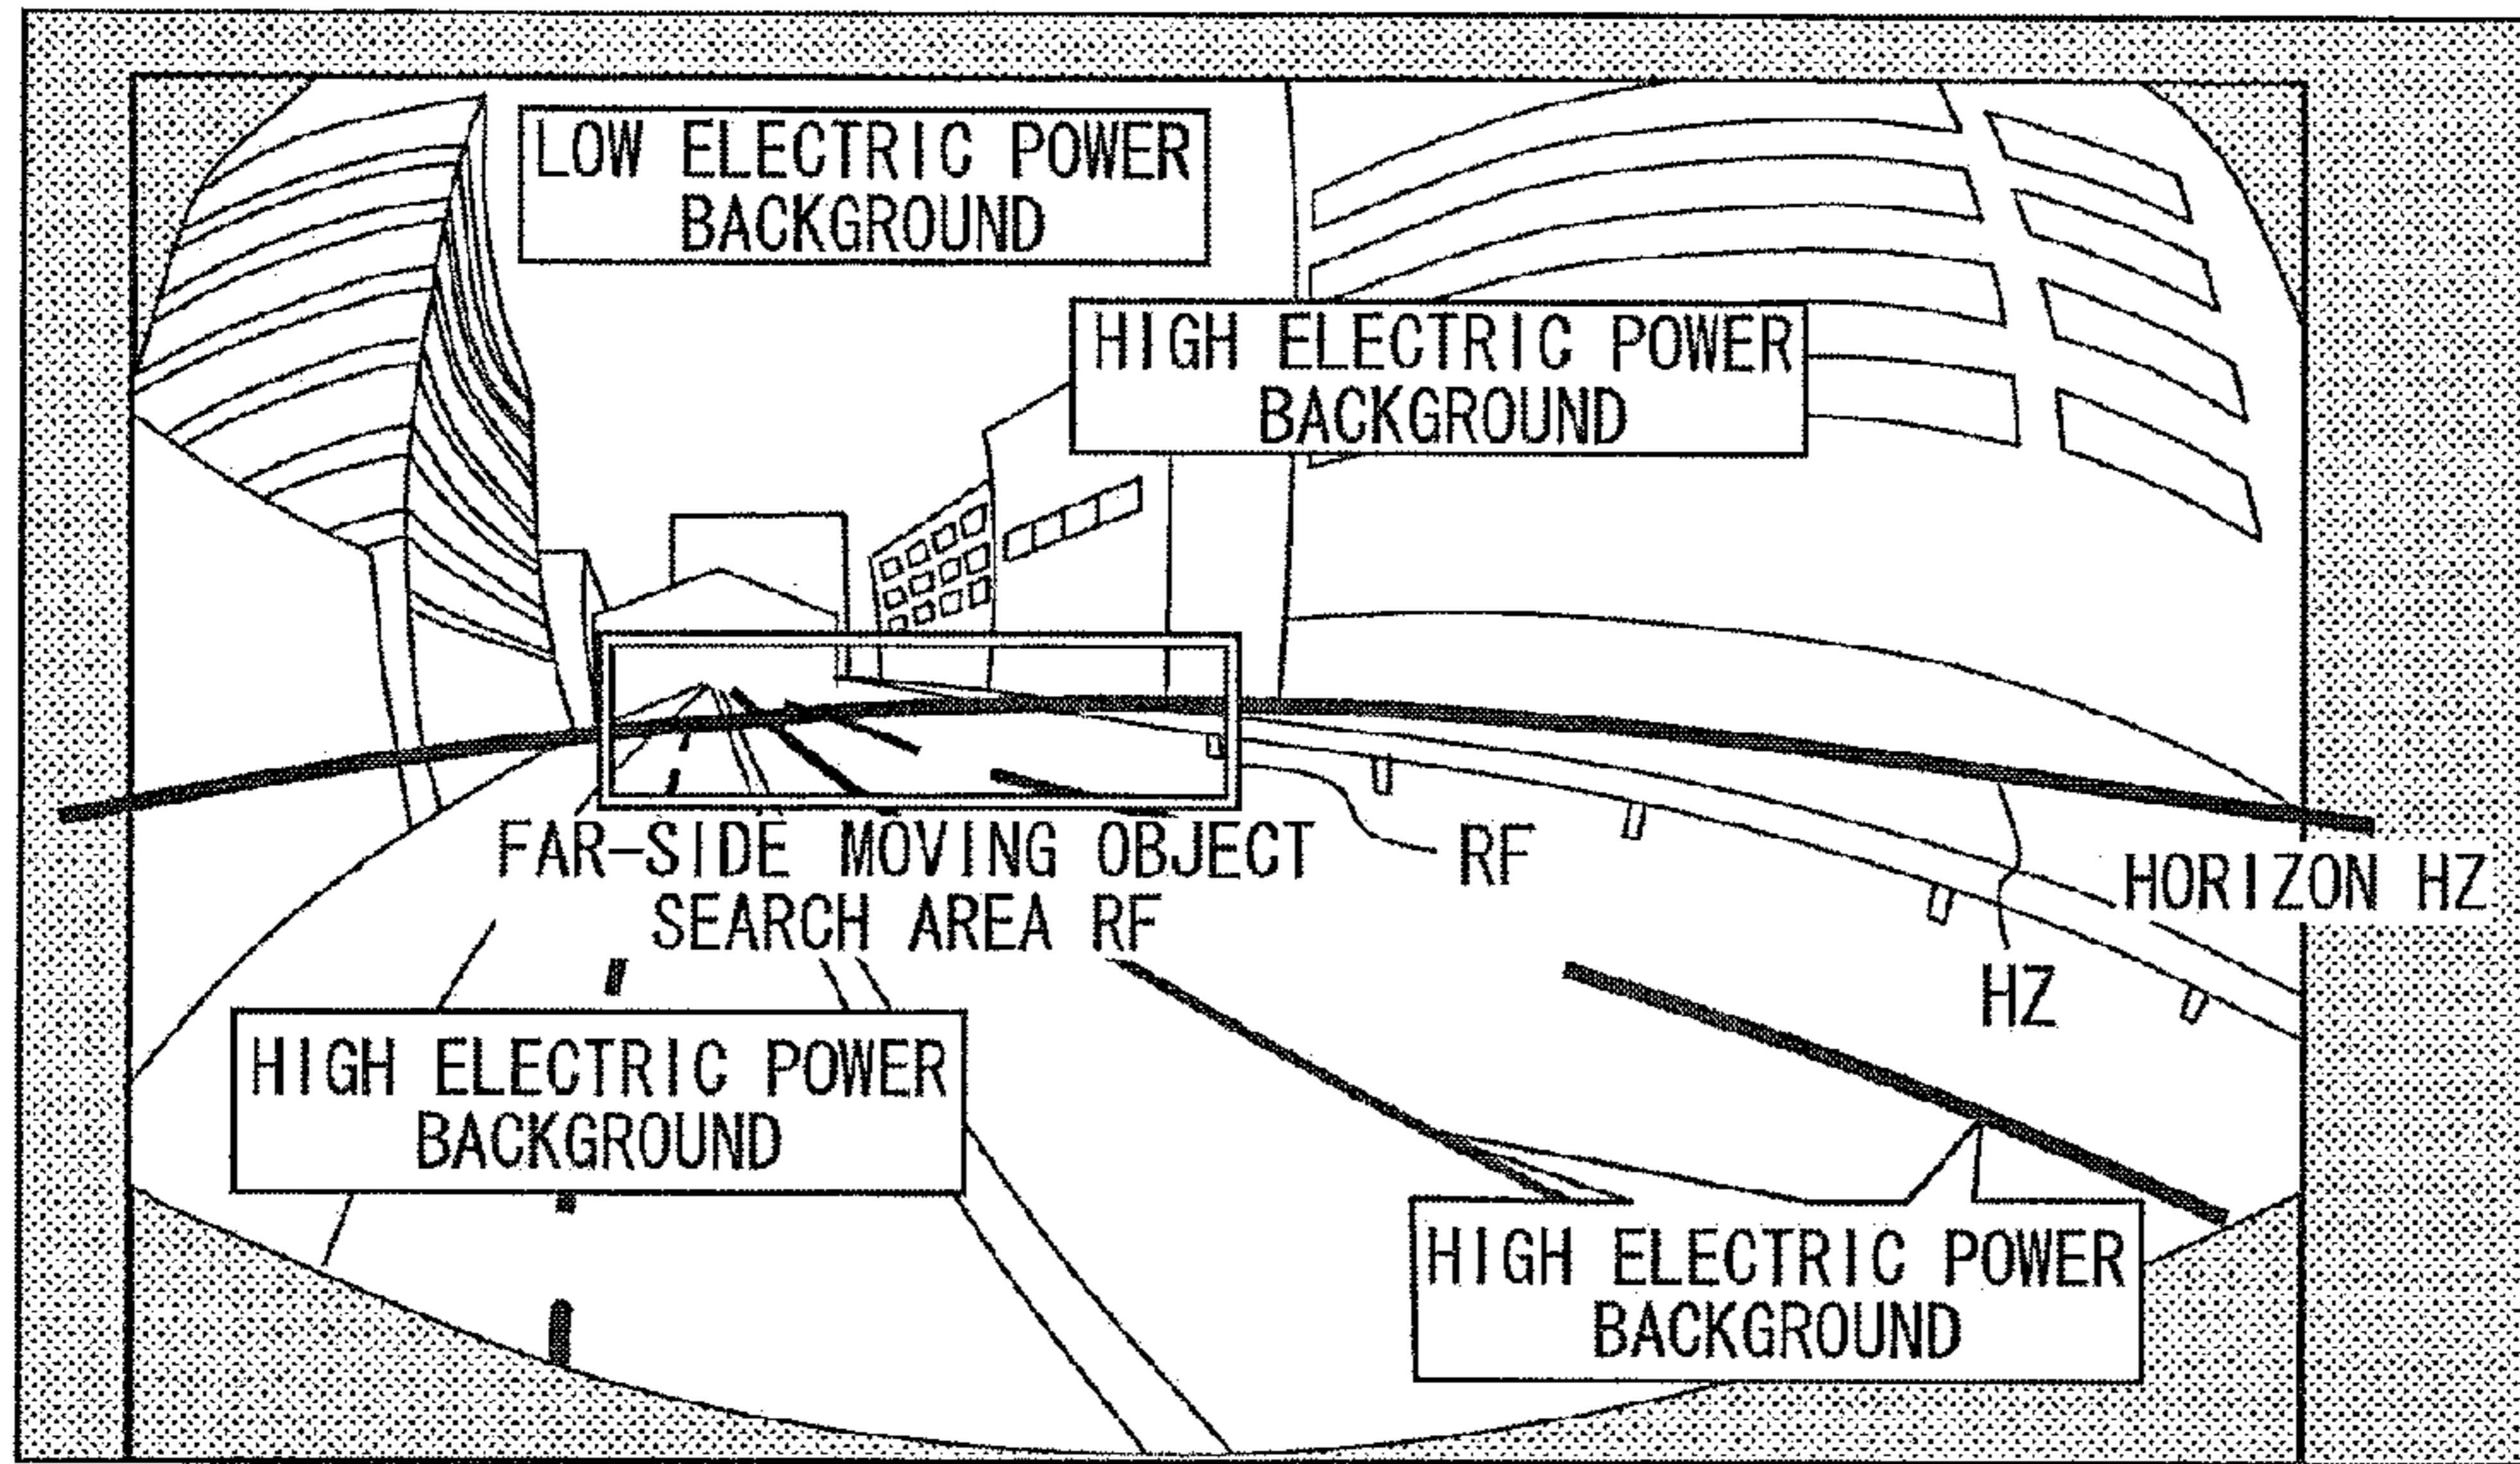 LOW ELECTRIC POWER
BACKGROUND
HIGH ELECTRIC POWER
BACKGROUND
FAR-SIDE MOVING OBJECT
SEARCH AREA RF
RF
HORIZON HZ
HZ
HIGH ELECTRIC POWER
BACKGROUND
HIGH ELECTRIC POWER
BACKGROUND